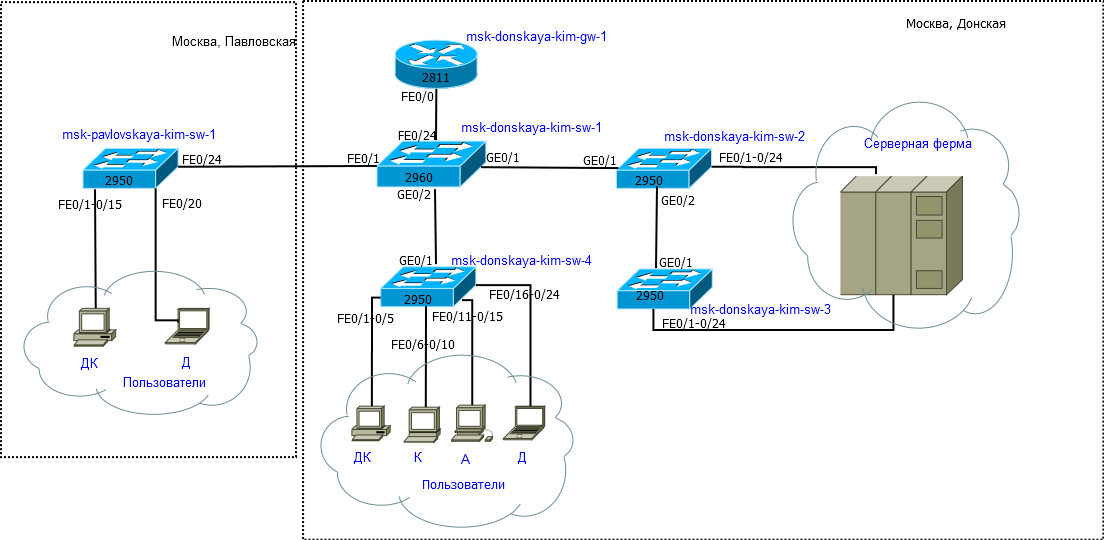 Москва, Павловская
msk-pavlovskaya-kim-sw-1
FE0/24
2950
FE0/1-0/15
FE0/20
ДК
Д
Пользователи
Москва, Донская
msk-donskaya-kim-gw-1
2811
FE0/0
FE0/24
msk-donskaya-kim-sw-1
FE0/1
GE0/1
2960
GE0/2
msk-donskaya-kim-sw-2
GE0/1
FE0/1-0/24
2950
GE0/2
Серверная ферма
GE0/1
2950
msk-donskaya-kim-sw-3
FE0/1-0/24
GE0/1
msk-donskaya-kim-sw-4
2950
FE0/16-0/24
FE0/1-0/5
FE0/11-0/15
FE0/6-0/10
ДК
К
А
Д
Пользователи